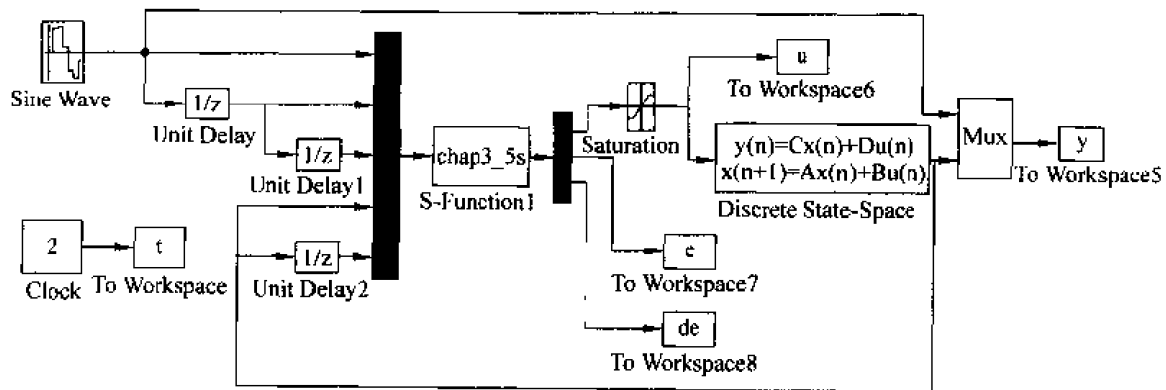 Sine Wave
1/z
Unit Delay
1/z
Unit Delay1
2
Clock
t
To Workspace
1/z
Unit Delay2
chap3_5s
S-Function1
Saturation
u
To Workspace6
y(n)=Cx(n)+Du(n)
x(n+1)=Ax(n)+Bu(n)
Discrete State-Space
Mux
y
To Workspace5
e
To Workspace7
de
To Workspace8